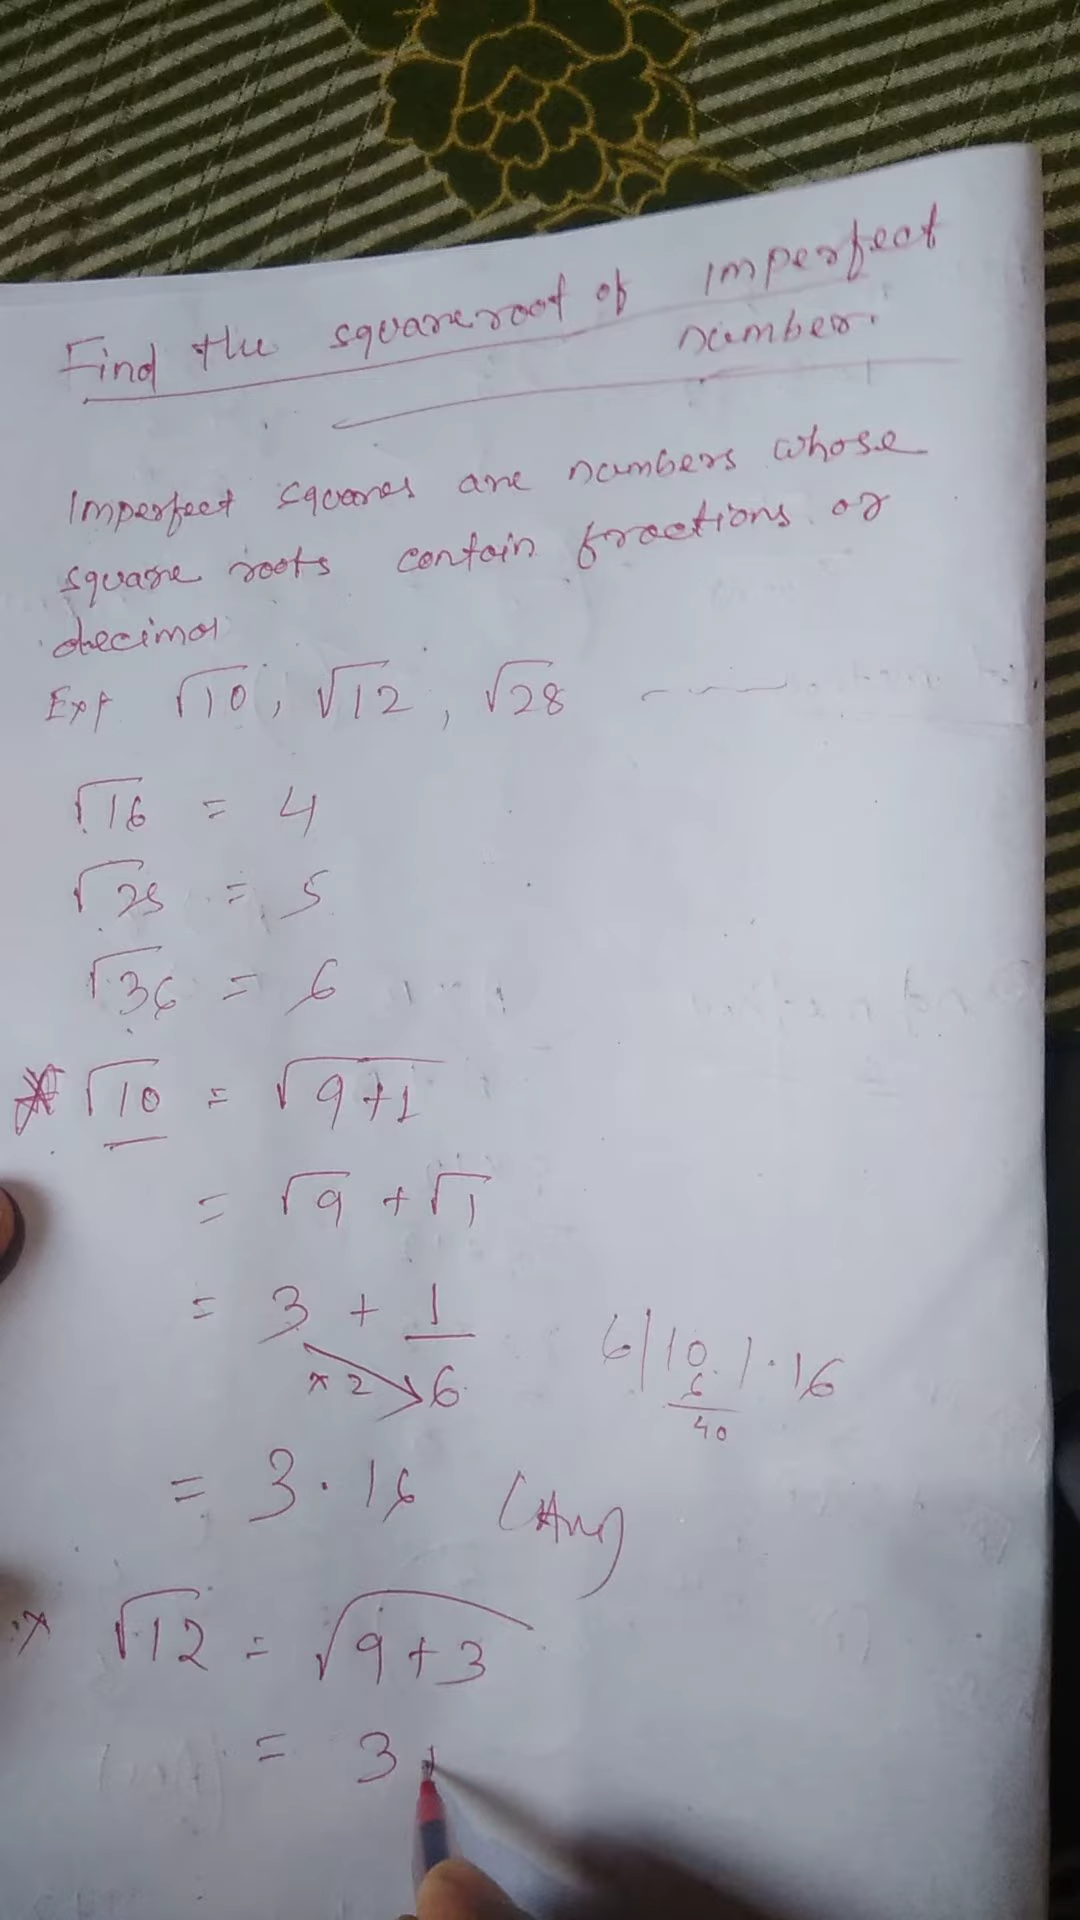 Find the squareroot of imperfect
number.
Imperfect squares are numbers whose
square roots contain fractions or
decimal
Exp √10, √12, √28 -----
√16 = 4
√25 = 5
√36 = 6
* √10 = √9+1
= √9 + √1
= 3 + 1/6
×2
6|10|.16
6
40
= 3.16 (Ans)
* √12 = √9+3
= 3 +